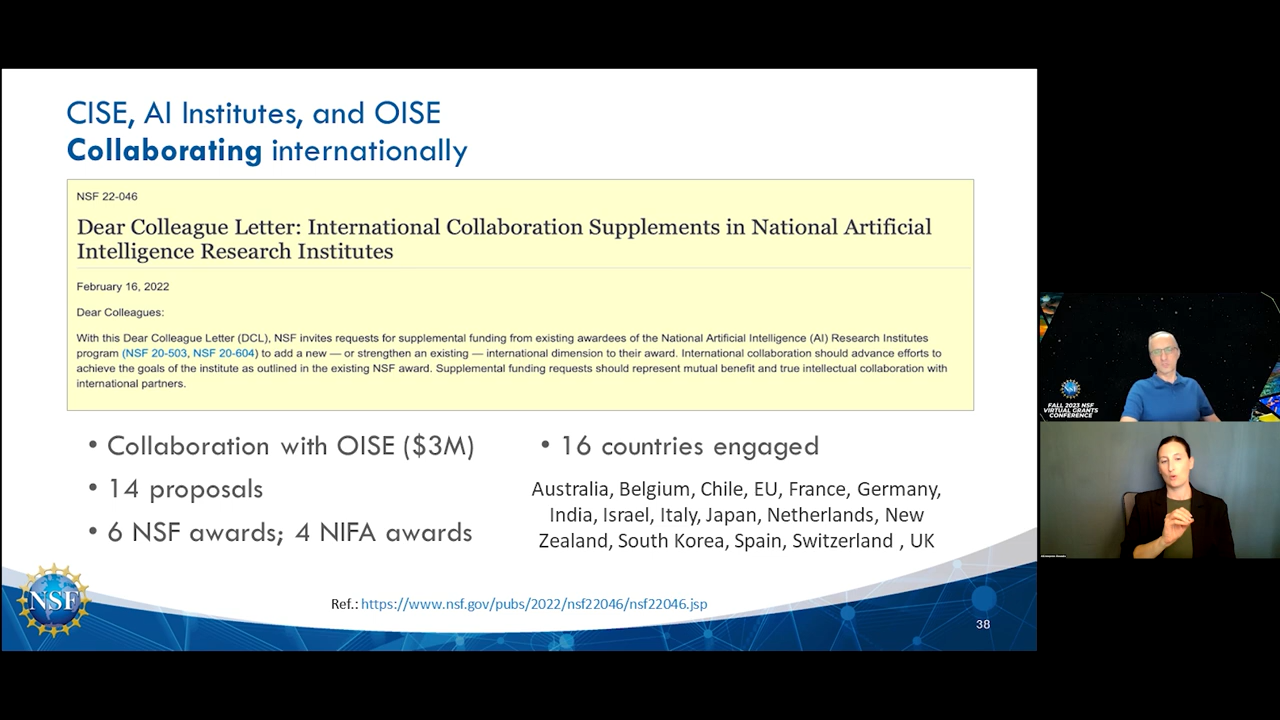 CISE, AI Institutes, and OISE
Collaborating internationally
NSF 22-046
Dear Colleague Letter: International Collaboration Supplements in National Artificial
Intelligence Research Institutes
February 16, 2022
Dear Colleagues:
With this Dear Colleague Letter (DCL), NSF invites requests for supplemental funding from existing awardees of the National Artificial Intelligence (AI) Research Institutes
program (NSF 20-503, NSF 20-604) to add a new — or strengthen an existing — international dimension to their award. International collaboration should advance efforts to
achieve the goals of the institute as outlined in the existing NSF award. Supplemental funding requests should represent mutual benefit and true intellectual collaboration with
international partners.
• Collaboration with OISE ($3M)
• 14 proposals
• 6 NSF awards; 4 NIFA awards
• 16 countries engaged
Australia, Belgium, Chile, EU, France, Germany,
India, Israel, Italy, Japan, Netherlands, New
Zealand, South Korea, Spain, Switzerland , UK
NSF
Ref.: https://www.nsf.gov/pubs/2022/nsf22046/nsf22046.jsp
38
FALL 2023 NSF
VIRTUAL GRANTS
CONFERENCE